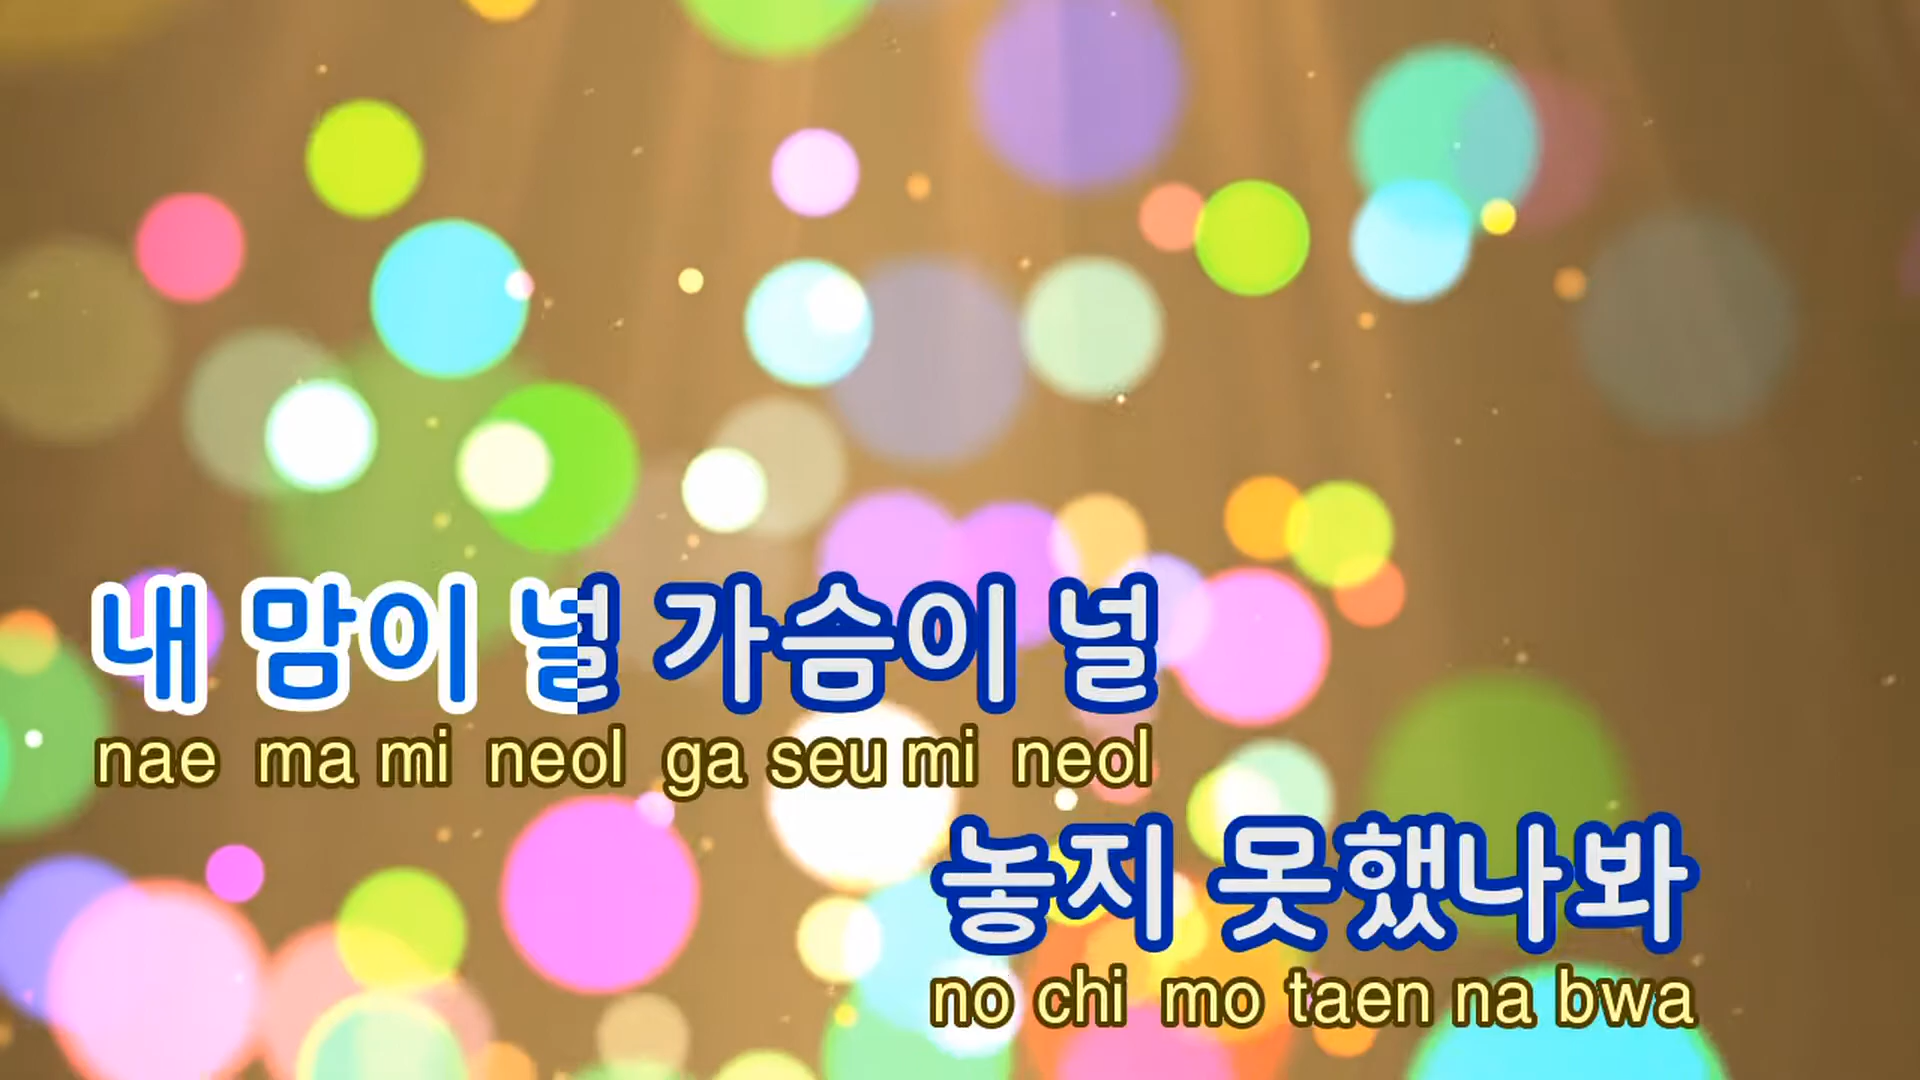 내 맘이 널 가슴이 널
nae ma mi neol ga seu mi neol
놓지 못했나봐
no chi mo taen na bwa